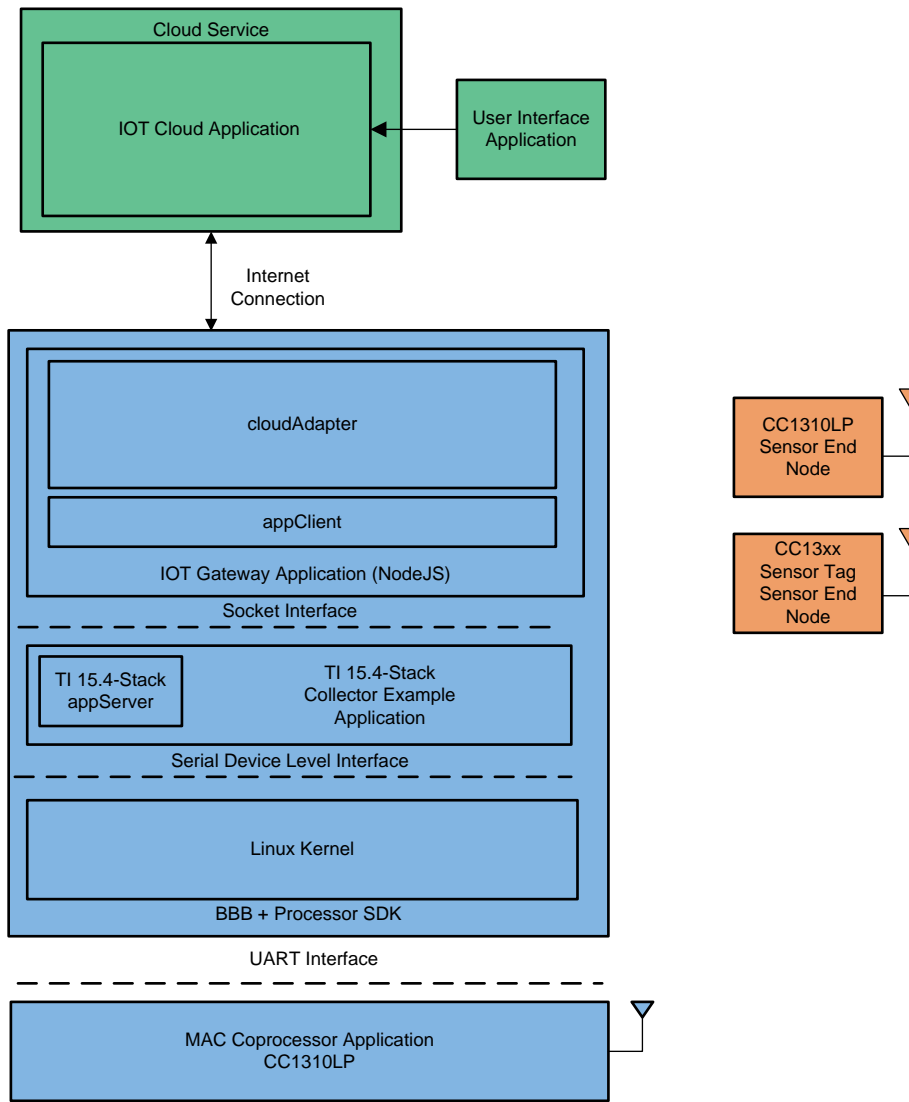 Cloud Service
IOT Cloud Application
User Interface
Application
Internet
Connection
cloudAdapter
appClient
IOT Gateway Application (NodeJS)
Socket Interface
TI 15.4-Stack
appServer
TI 15.4-Stack
Collector Example
Application
Serial Device Level Interface
Linux Kernel
BBB + Processor SDK
UART Interface
MAC Coprocessor Application
CC1310LP
CC1310LP
Sensor End
Node
CC13xx
Sensor Tag
Sensor End
Node